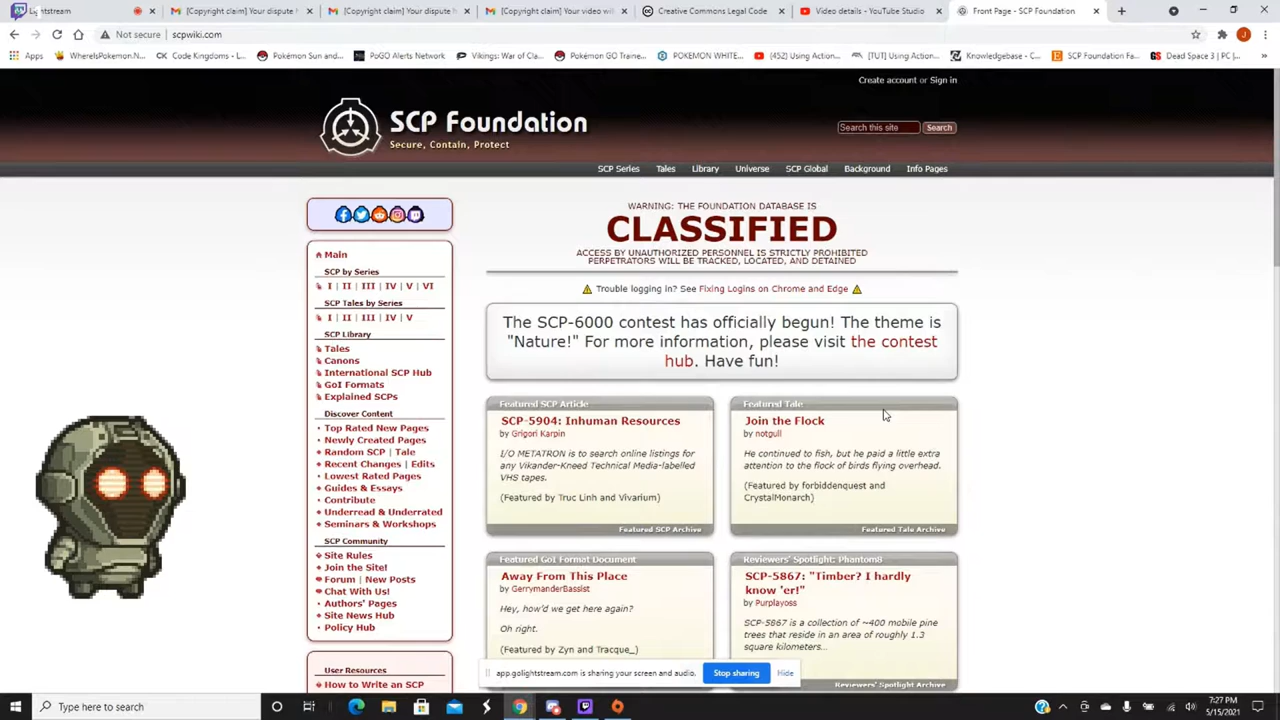 Lightstream
[Copyright claim] Your dispute
[Copyright claim] Your dispute h
[Copyright claim] Your video wi
Creative Commons Legal Code
Video details - YouTube Studio
Front Page - SCP Foundation
Not secure | scpwiki.com
Apps
WhereIsPokemon.N...
Code Kingdoms - L...
Pokémon Sun and...
PoGO Alerts Network
Vikings: War of Cla...
Pokémon GO Traine...
POKEMON WHITE...
(452) Using Action...
[TUT] Using Action...
Knowledgebase - C...
SCP Foundation Fa...
Dead Space 3 | PC |...
Create account or Sign in
SCP Foundation
Secure, Contain, Protect
Search this site
Search
SCP Series
Tales
Library
Universe
SCP Global
Background
Info Pages
WARNING: THE FOUNDATION DATABASE IS
CLASSIFIED
ACCESS BY UNAUTHORIZED PERSONNEL IS STRICTLY PROHIBITED
PERPETRATORS WILL BE TRACKED, LOCATED, AND DETAINED
Trouble logging in? See Fixing Logins on Chrome and Edge
The SCP-6000 contest has officially begun! The theme is
"Nature!" For more information, please visit the contest
hub. Have fun!
Main
SCP by Series
I | II | III | IV | V | VI
SCP Tales by Series
I | II | III | IV | V
SCP Library
Tales
Canons
International SCP Hub
GoI Formats
Explained SCPs
Discover Content
Top Rated New Pages
Newly Created Pages
Random SCP | Tale
Recent Changes | Edits
Lowest Rated Pages
Guides & Essays
Contribute
Underread & Underrated
Seminars & Workshops
SCP Community
Site Rules
Join the Site!
Forum | New Posts
Chat With Us!
Authors' Pages
Site News Hub
Policy Hub
User Resources
How to Write an SCP
Featured SCP Article
SCP-5904: Inhuman Resources
by Grigori Karpin
I/O METATRON is to search online listings for
any Vikander-Kneed Technical Media-labelled
VHS tapes.
(Featured by Truc Linh and Vivarium)
Featured SCP Archive
Featured Tale
Join the Flock
by notgull
He continued to fish, but he paid a little extra
attention to the flock of birds flying overhead.
(Featured by forbiddenquest and
CrystalMonarch)
Featured Tale Archive
Featured GoI Format Document
Away From This Place
by GerrymanderBassist
Hey, how'd we get here again?
Oh right.
(Featured by Zyn and Tracque_)
Reviewers' Spotlight: Phantom8
SCP-5867: "Timber? I hardly
know 'er!"
by Purplayoss
SCP-5867 is a collection of ~400 mobile pine
trees that reside in an area of roughly 1.3
square kilometers...
Reviewers' Spotlight Archive
app.golightstream.com is sharing your screen and audio.
Stop sharing
Hide
Type here to search
7:27 PM
5/15/2021